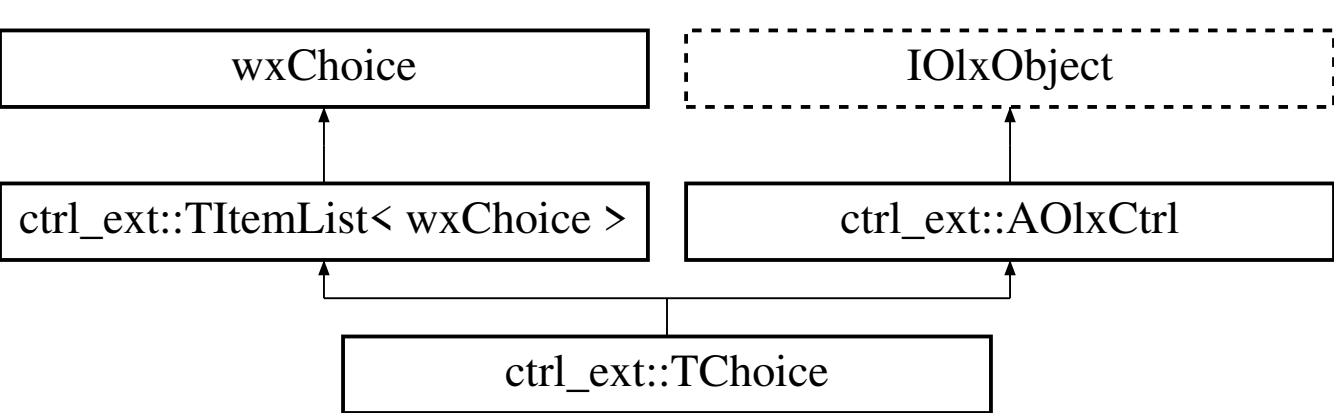 wxChoice
IOlxObject
ctrl_ext::TItemList< wxChoice >
ctrl_ext::AOlxCtrl
ctrl_ext::TChoice